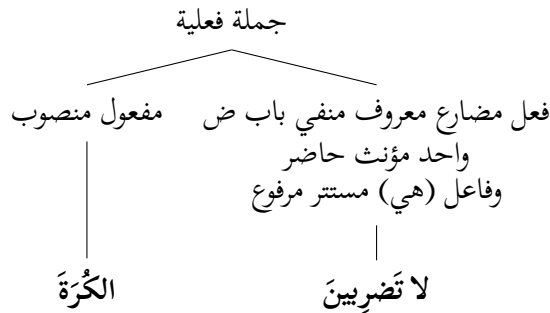 جملة فعلية
فعل مضارع معروف منفي باب ض
واحد مؤنث حاضر
وفاعل (هي) مستتر مرفوع
مفعول منصوب
لا تَضرِبينَ
الكُرَةَ